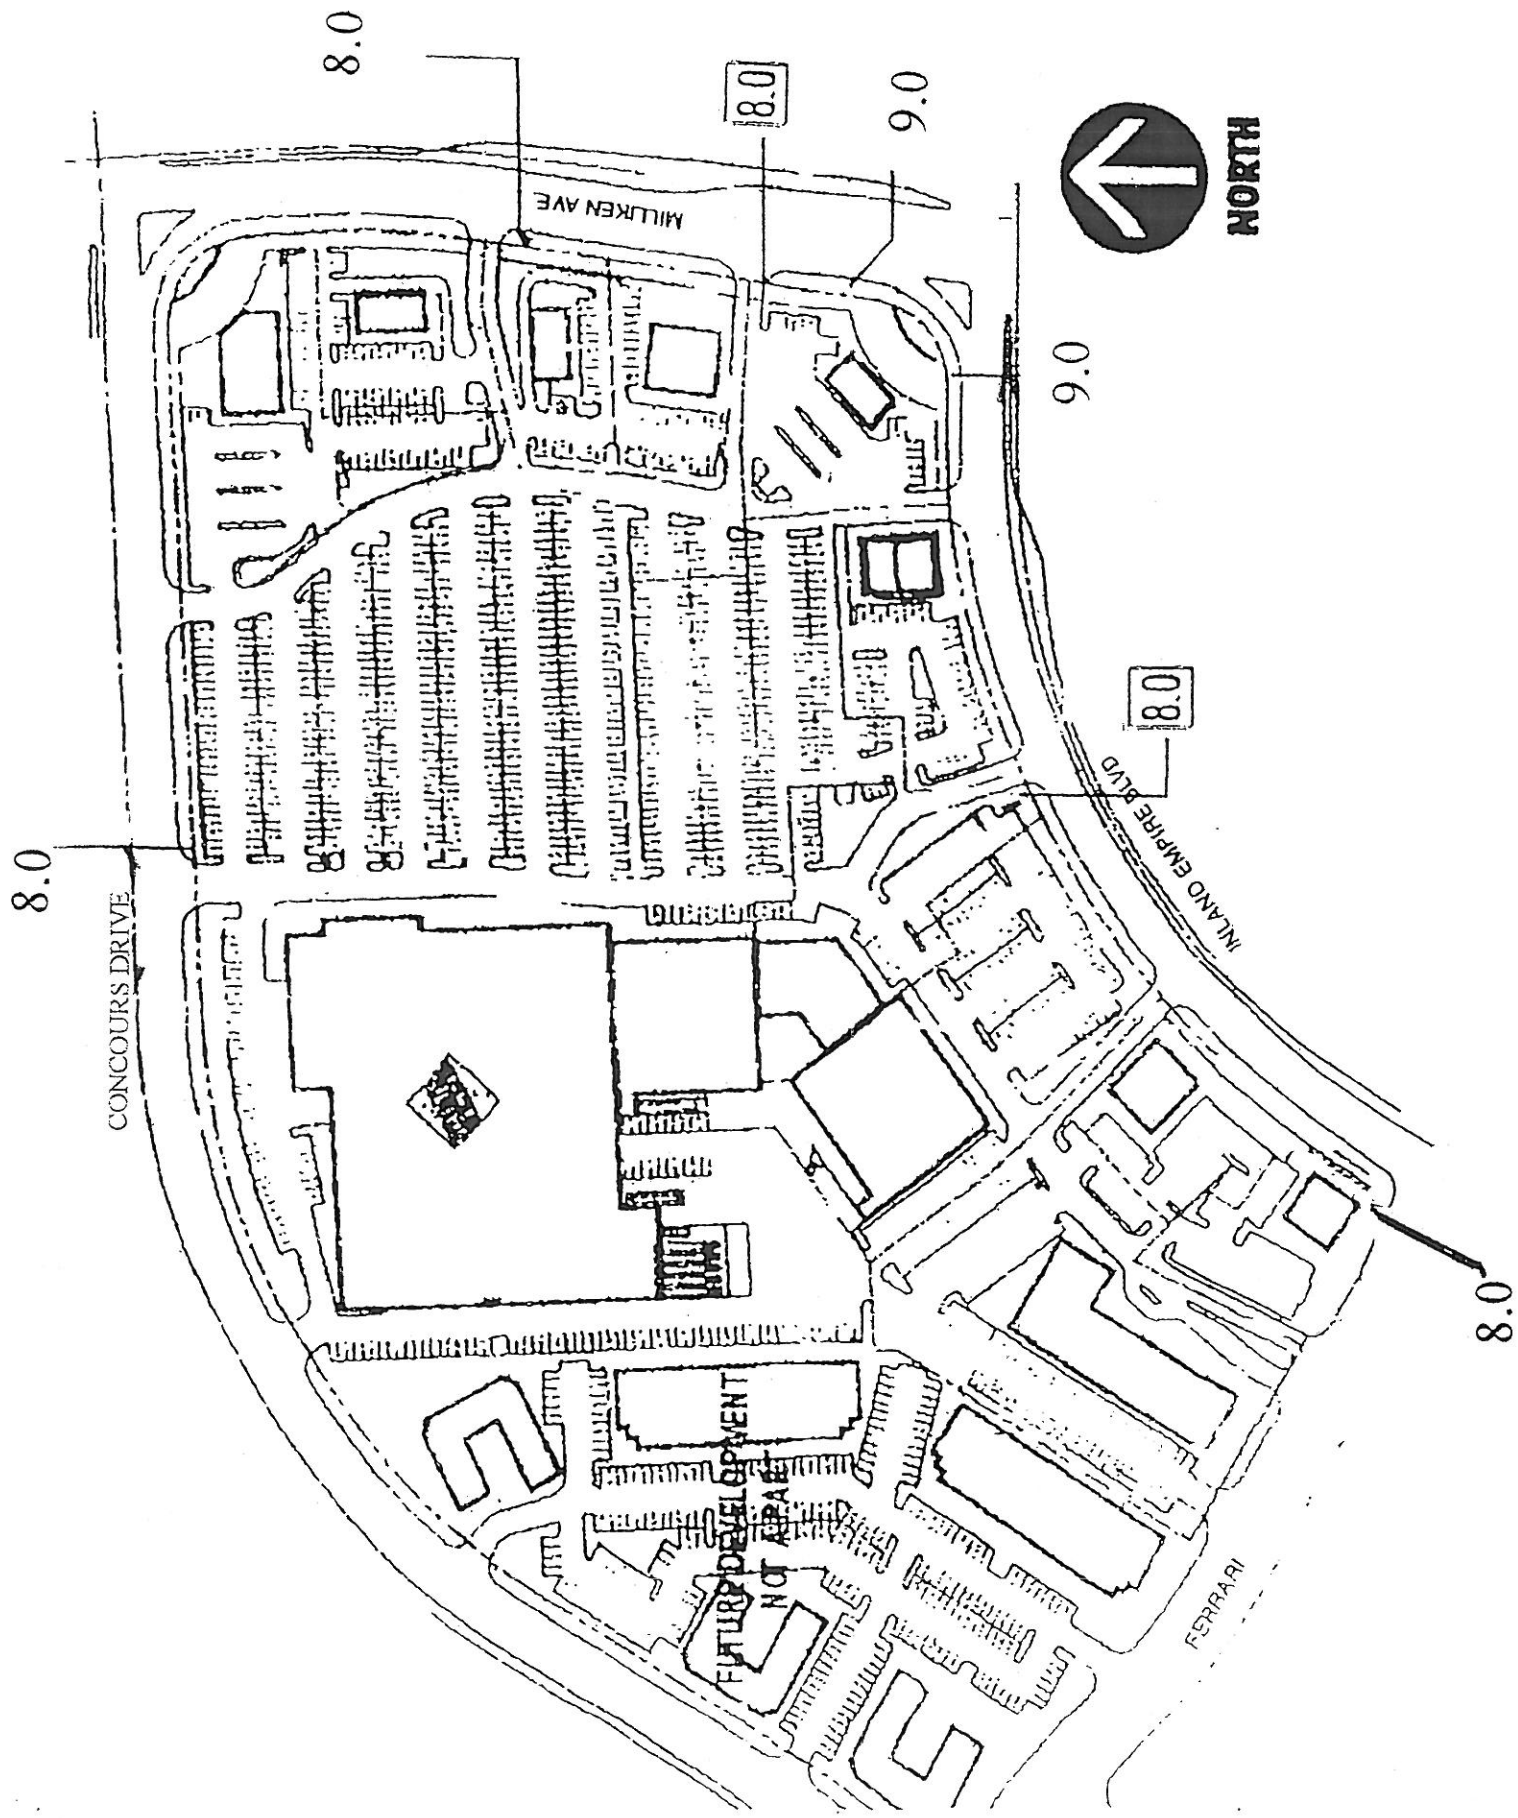 8.0
8.0
9.0
NORTH
MILLIKEN AVE
9.0
8.0
8.0
INLAND EMPIRE BLVD
CONCOURS DRIVE
8.0
FUTURE DEVELOPMENT
NOT A PART
FERRARI